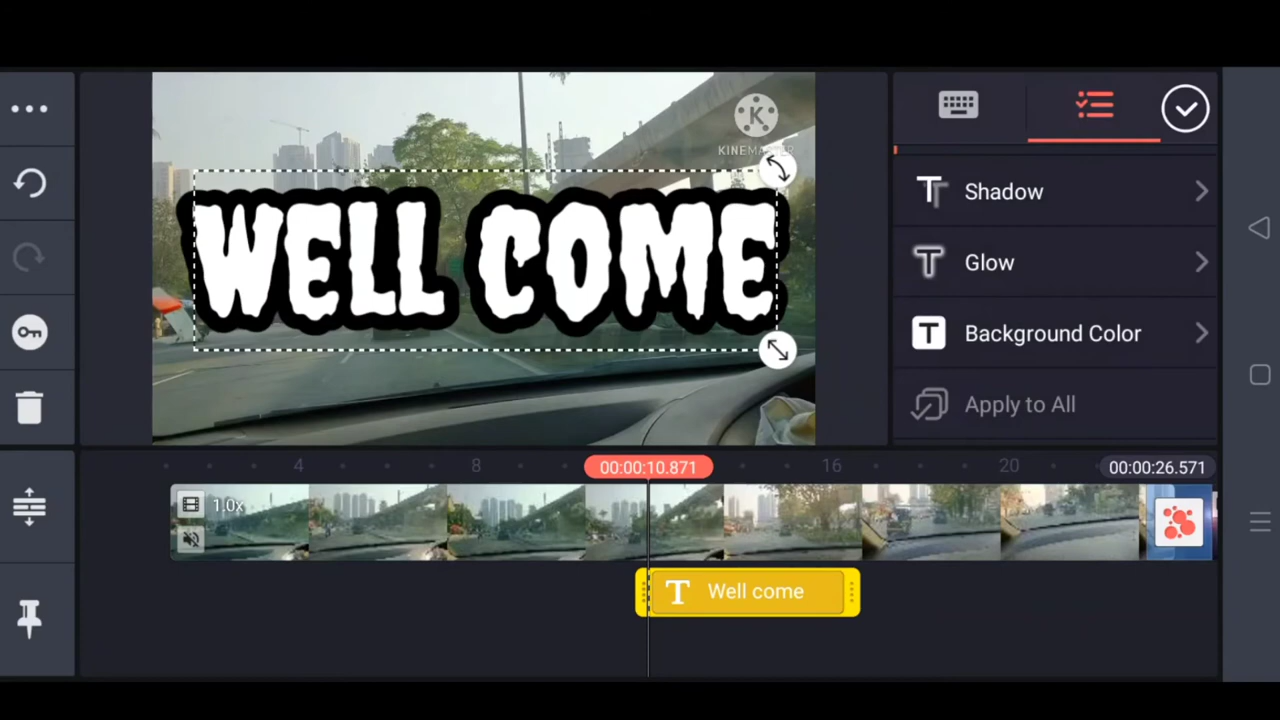 K
KINEMASTER
WELL COME
Shadow
Glow
Background Color
Apply to All
4
8
00:00:10.871
16
20
00:00:26.571
1.0x
T Well come